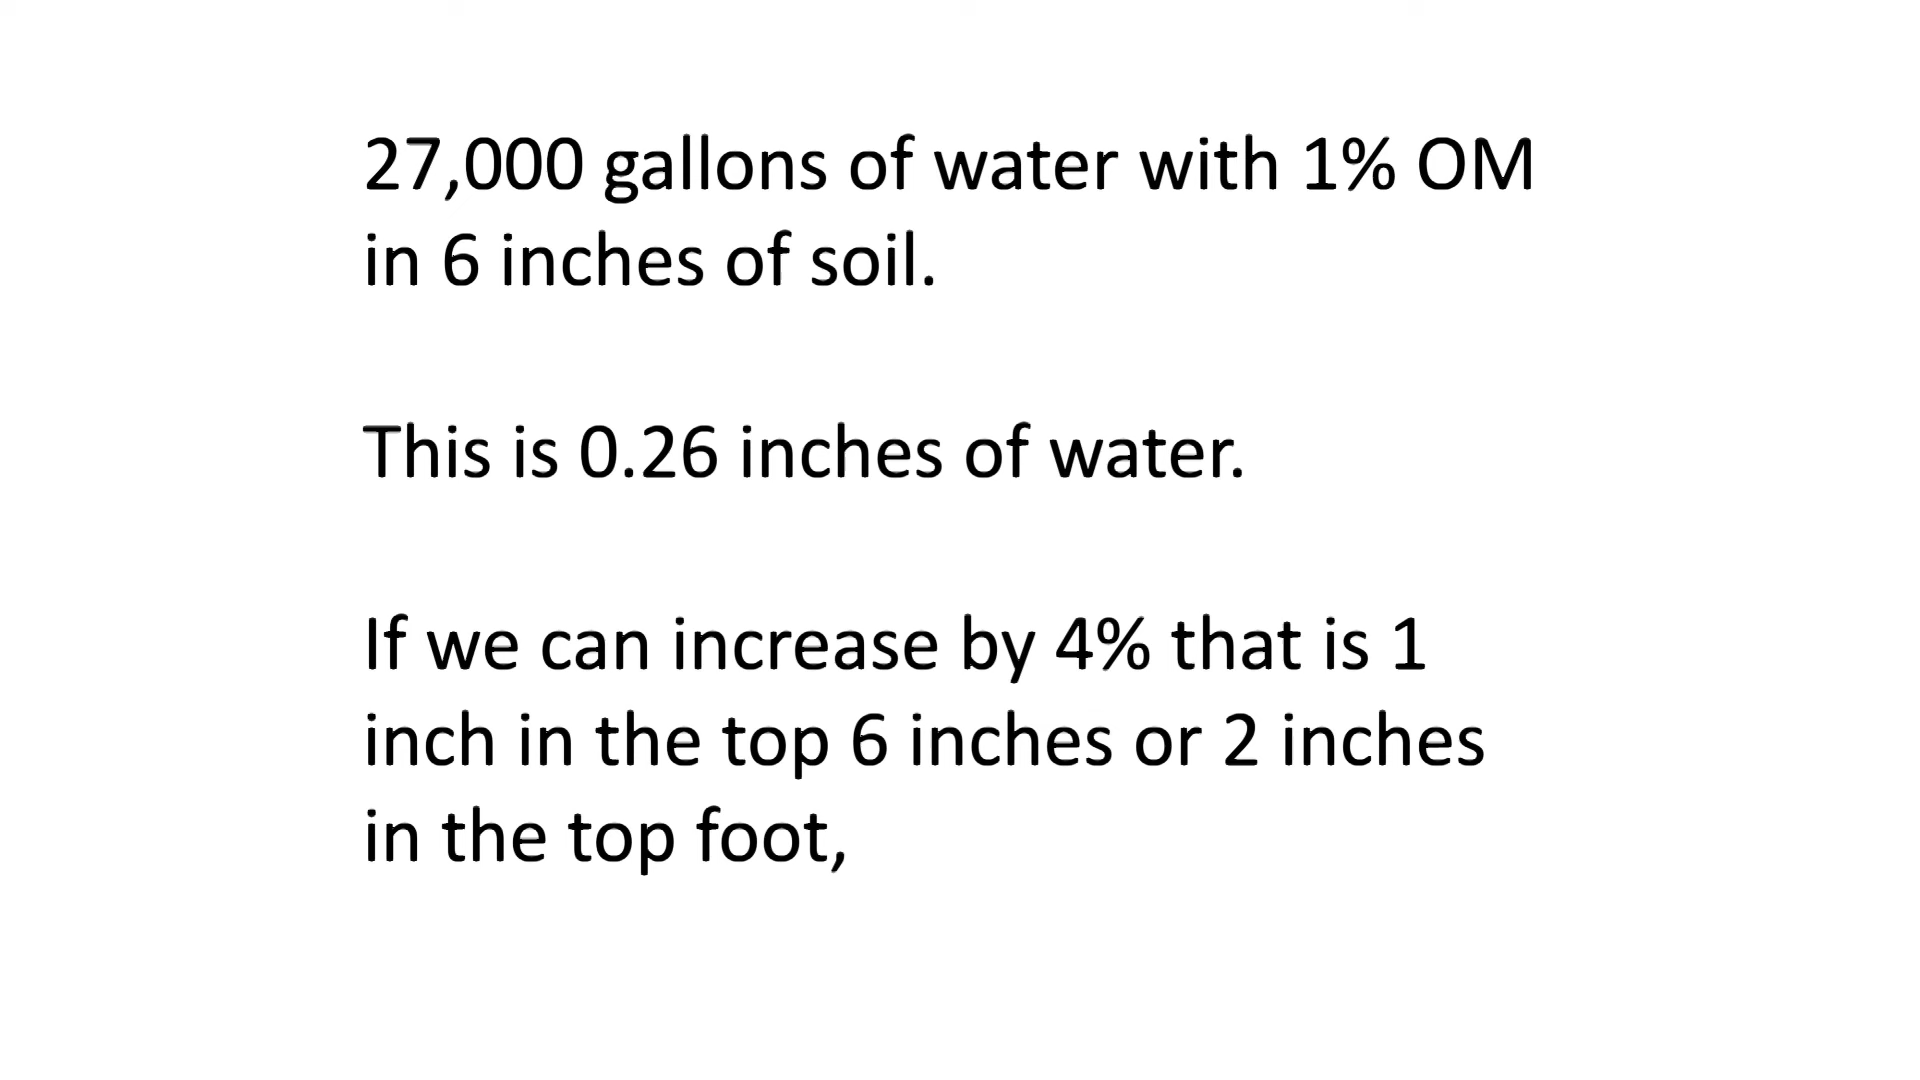 27,000 gallons of water with 1% OM
in 6 inches of soil.
This is 0.26 inches of water.
If we can increase by 4% that is 1
inch in the top 6 inches or 2 inches
in the top foot,